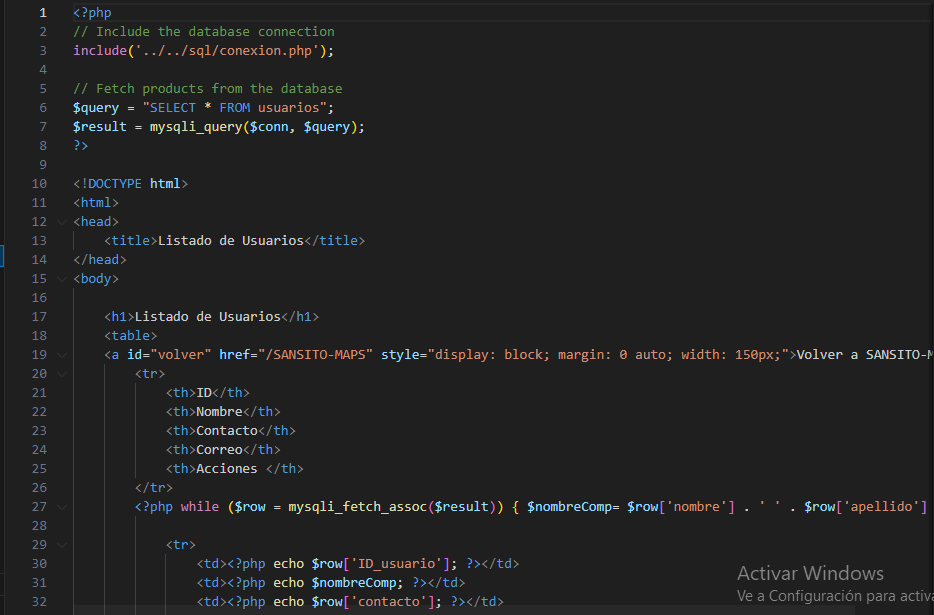 1 <?php
2 // Include the database connection
3 include('../../sql/conexion.php');
4
5 // Fetch products from the database
6 $query = "SELECT * FROM usuarios";
7 $result = mysqli_query($conn, $query);
8 ?>
9
10 <!DOCTYPE html>
11 <html>
12 <head>
13     <title>Listado de Usuarios</title>
14 </head>
15 <body>
16
17     <h1>Listado de Usuarios</h1>
18     <table>
19     <a id="volver" href="/SANSITO-MAPS" style="display: block; margin: 0 auto; width: 150px;">Volver a SANSITO-M
20         <tr>
21             <th>ID</th>
22             <th>Nombre</th>
23             <th>Contacto</th>
24             <th>Correo</th>
25             <th>Acciones </th>
26         </tr>
27         <?php while ($row = mysqli_fetch_assoc($result)) { $nombreComp= $row['nombre'] . ' ' . $row['apellido']
28
29             <tr>
30                 <td><?php echo $row['ID_usuario']; ?></td>
31                 <td><?php echo $nombreComp; ?></td>
32                 <td><?php echo $row['contacto']; ?></td>
Activar Windows
Ve a Configuración para activa